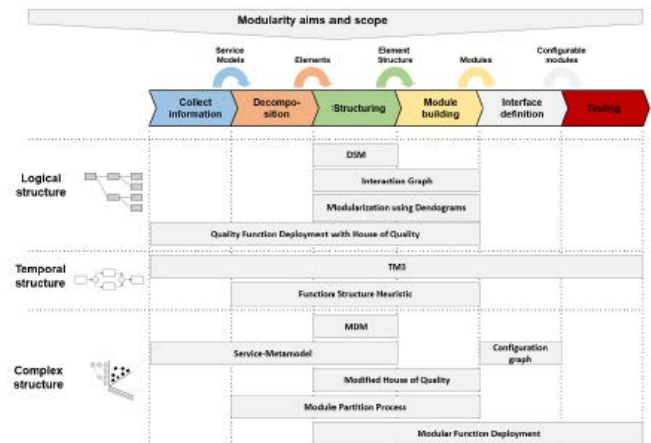 Modularity aims and scope
Service
Models
Elements
Element
Structure
Modules
Configurable
modules
Collect
information
Decompo-
sition
Structuring
Module
building
Interface
definition
Testing
Logical
structure
DSM
Interaction Graph
Modularization using Dendograms
Quality Function Deployment with House of Quality
Temporal
structure
TM3
Function Structure Heuristic
Complex
structure
MDM
Service-Metamodel
Configuration
graph
Modified House of Quality
Module Partition Process
Modular Function Deployment